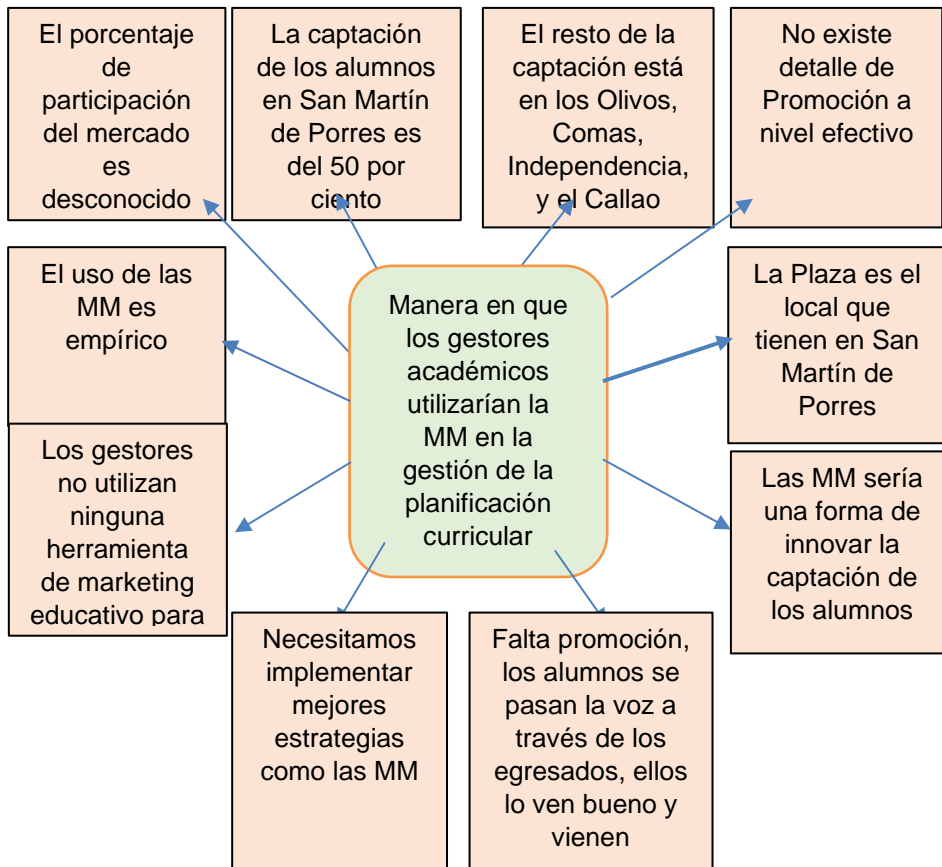 El porcentaje
de
participación
del mercado
es
desconocido
La captación
de los alumnos
en San Martín
de Porres es
del 50 por
ciento
El resto de la
captación está
en los Olivos,
Comas,
Independencia,
y el Callao
No existe
detalle de
Promoción a
nivel efectivo
El uso de las
MM es
empírico
Manera en que
los gestores
académicos
utilizarían la
MM en la
gestión de la
planificación
curricular
La Plaza es el
local que
tienen en San
Martín de
Porres
Los gestores
no utilizan
ninguna
herramienta
de marketing
educativo para
Las MM sería
una forma de
innovar la
captación de
los alumnos
Necesitamos
implementar
mejores
estrategias
como las MM
Falta promoción,
los alumnos se
pasan la voz a
través de los
egresados, ellos
lo ven bueno y
vienen